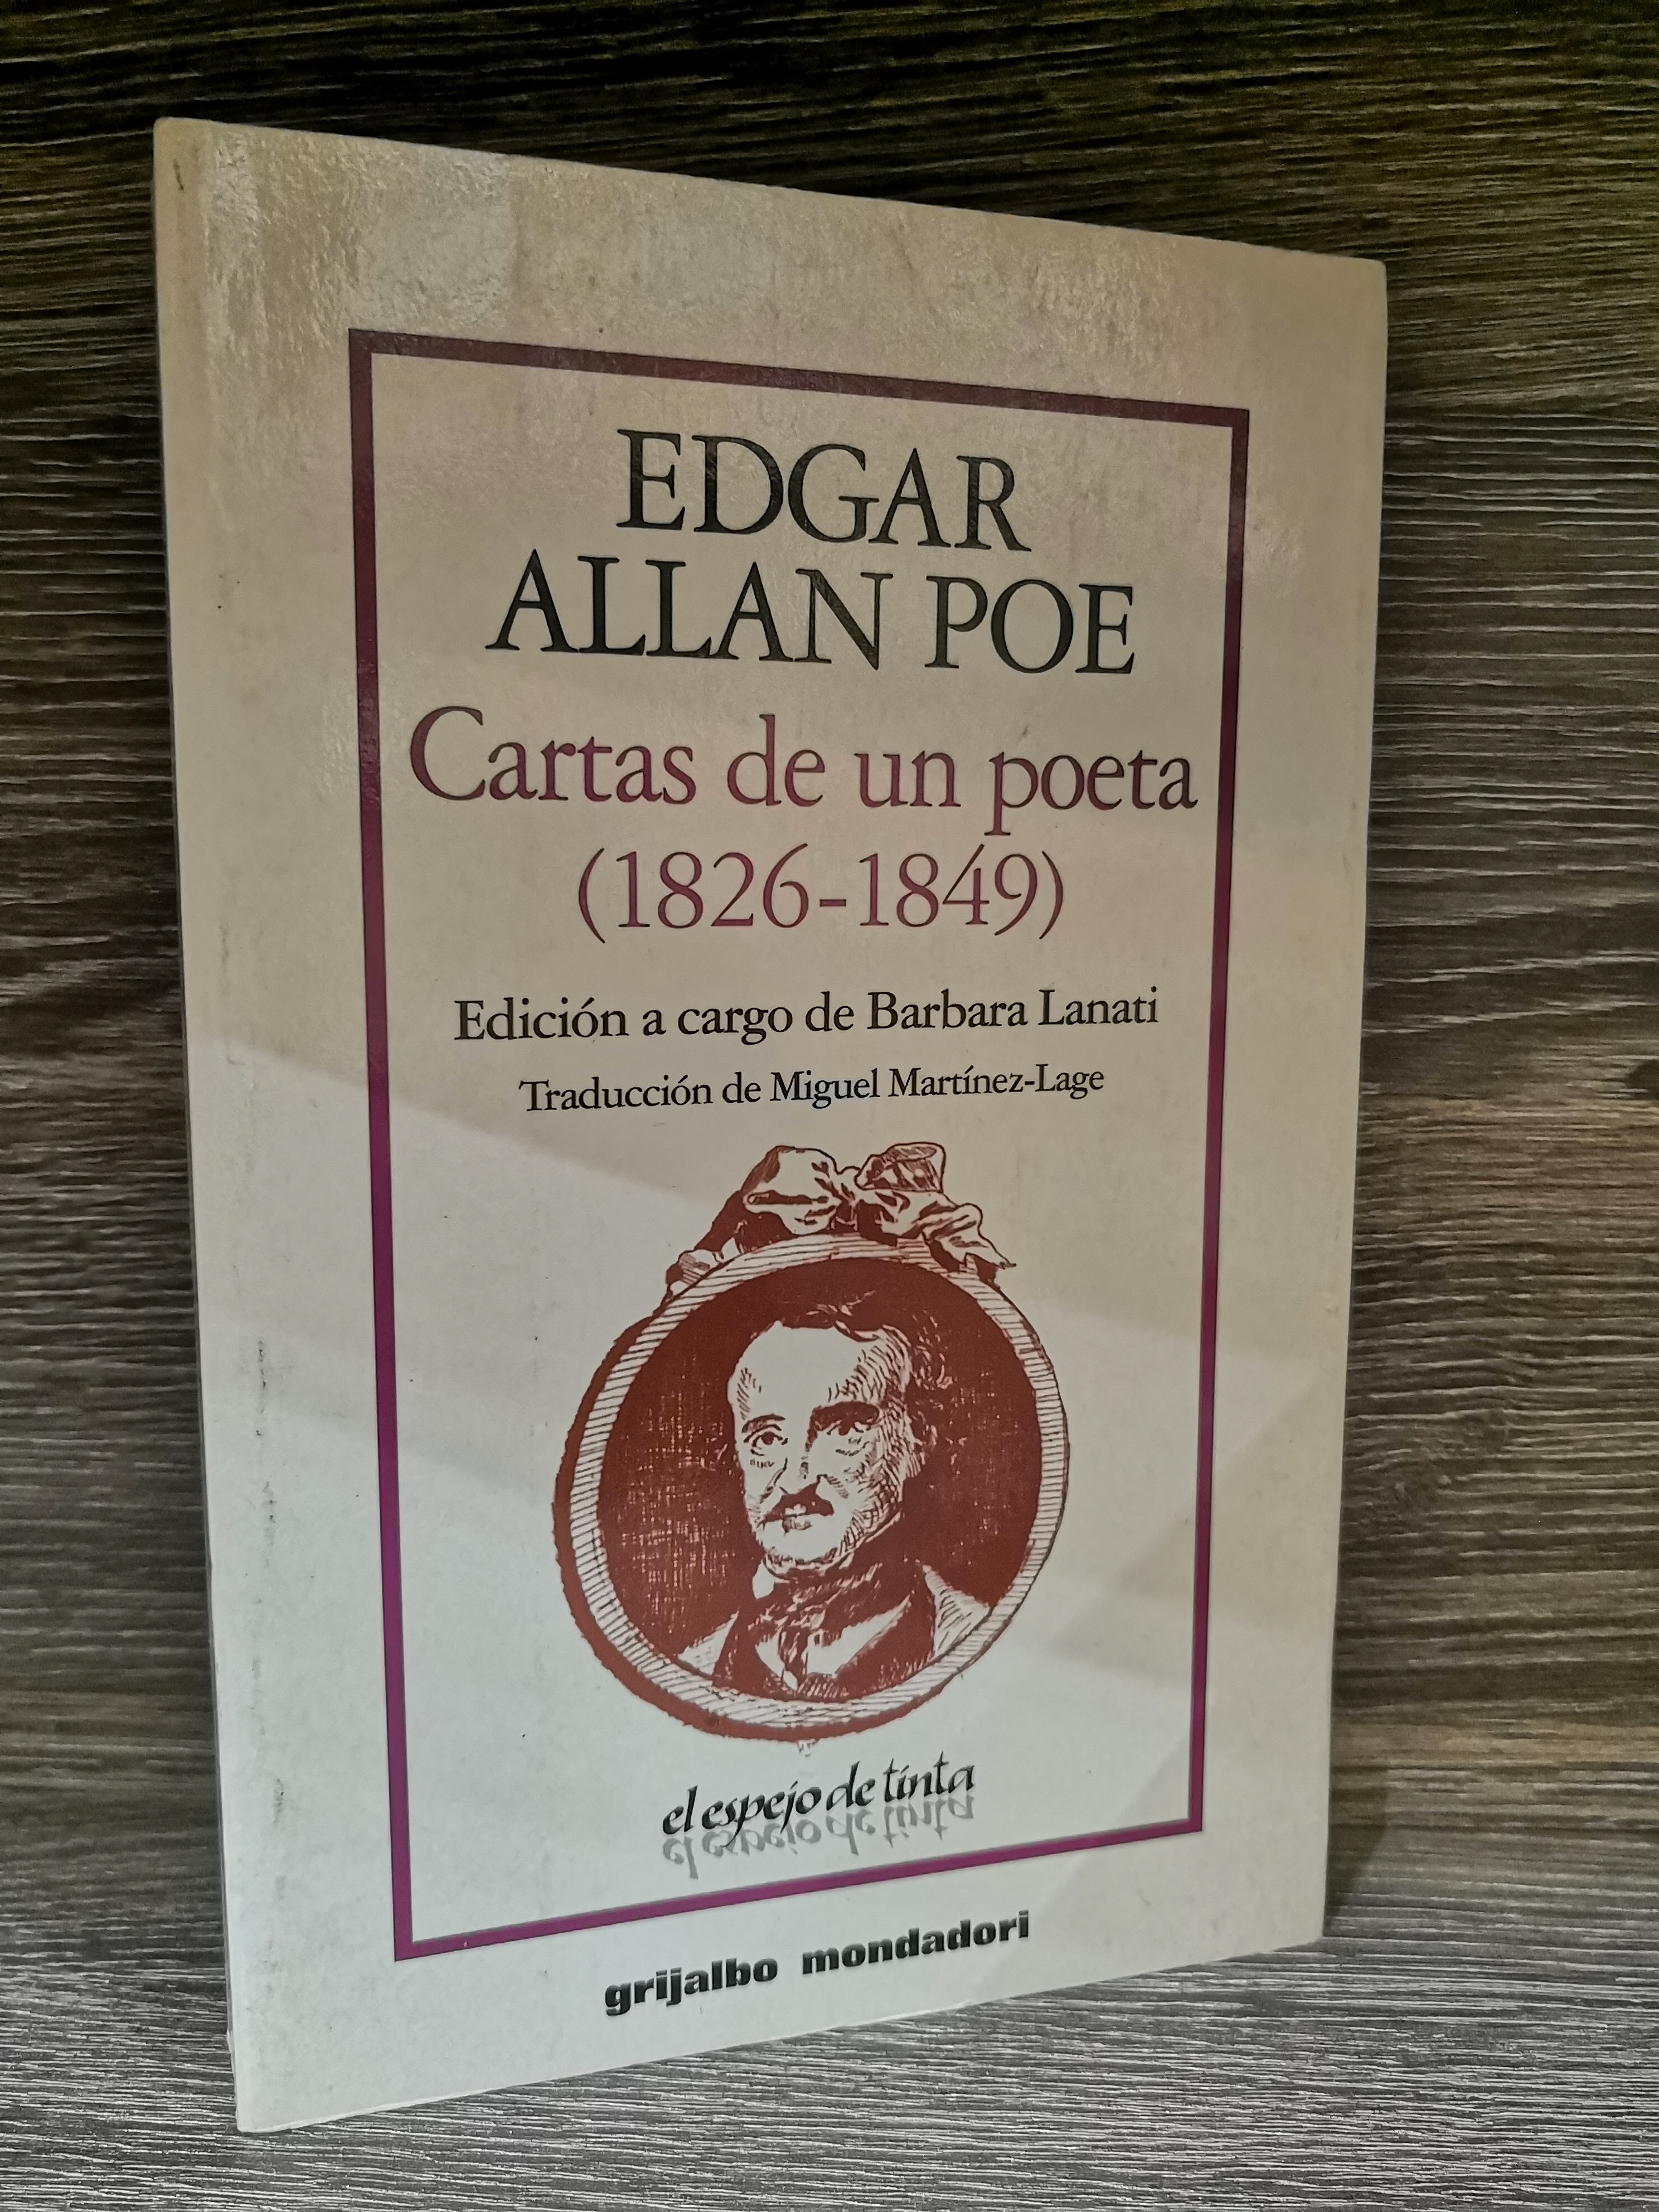 EDGAR
ALLAN POE
Cartas de un poeta
(1826-1849)
Edición a cargo de Barbara Lanati
Traducción de Miguel Martínez-Lage
el espejo de tinta
grijalbo mondadori